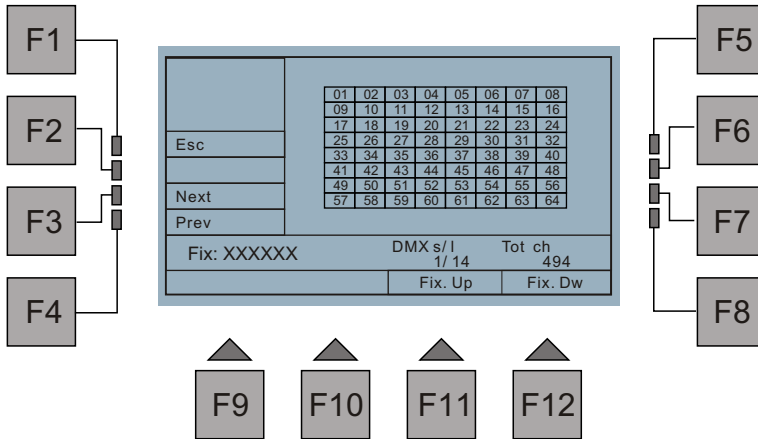 F1
F2
F3
F4
F5
F6
F7
F8
Esc
Next
Prev
01 02 03 04 05 06 07 08
09 10 11 12 13 14 15 16
17 18 19 20 21 22 23 24
25 26 27 28 29 30 31 32
33 34 35 36 37 38 39 40
41 42 43 44 45 46 47 48
49 50 51 52 53 54 55 56
57 58 59 60 61 62 63 64
Fix: XXXXXX
DMX s/l Tot ch
1/ 14 494
Fix. Up Fix. Dw
F9 F10 F11 F12